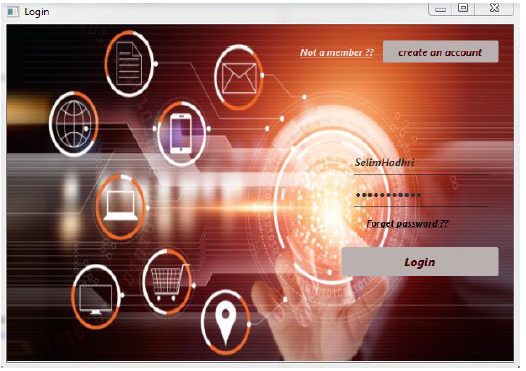 Login
Not a member ?? create an account
SelimHadhri
•••••••••••
Forget password ??
Login